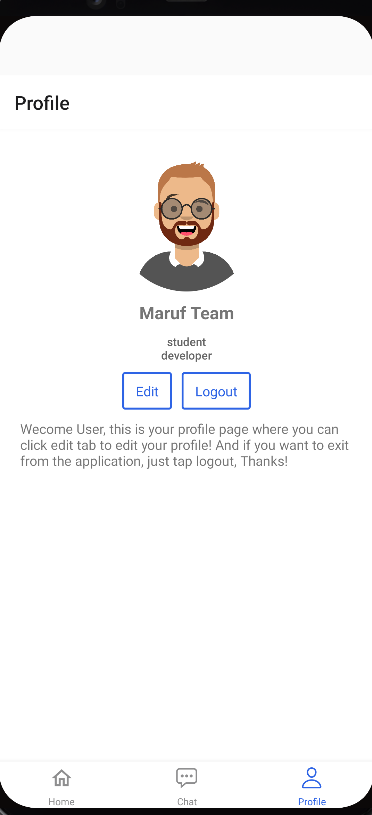 Profile
Maruf Team
student
developer
Edit
Logout
Wecome User, this is your profile page where you can
click edit tab to edit your profile! And if you want to exit
from the application, just tap logout, Thanks!
Home
Chat
Profile